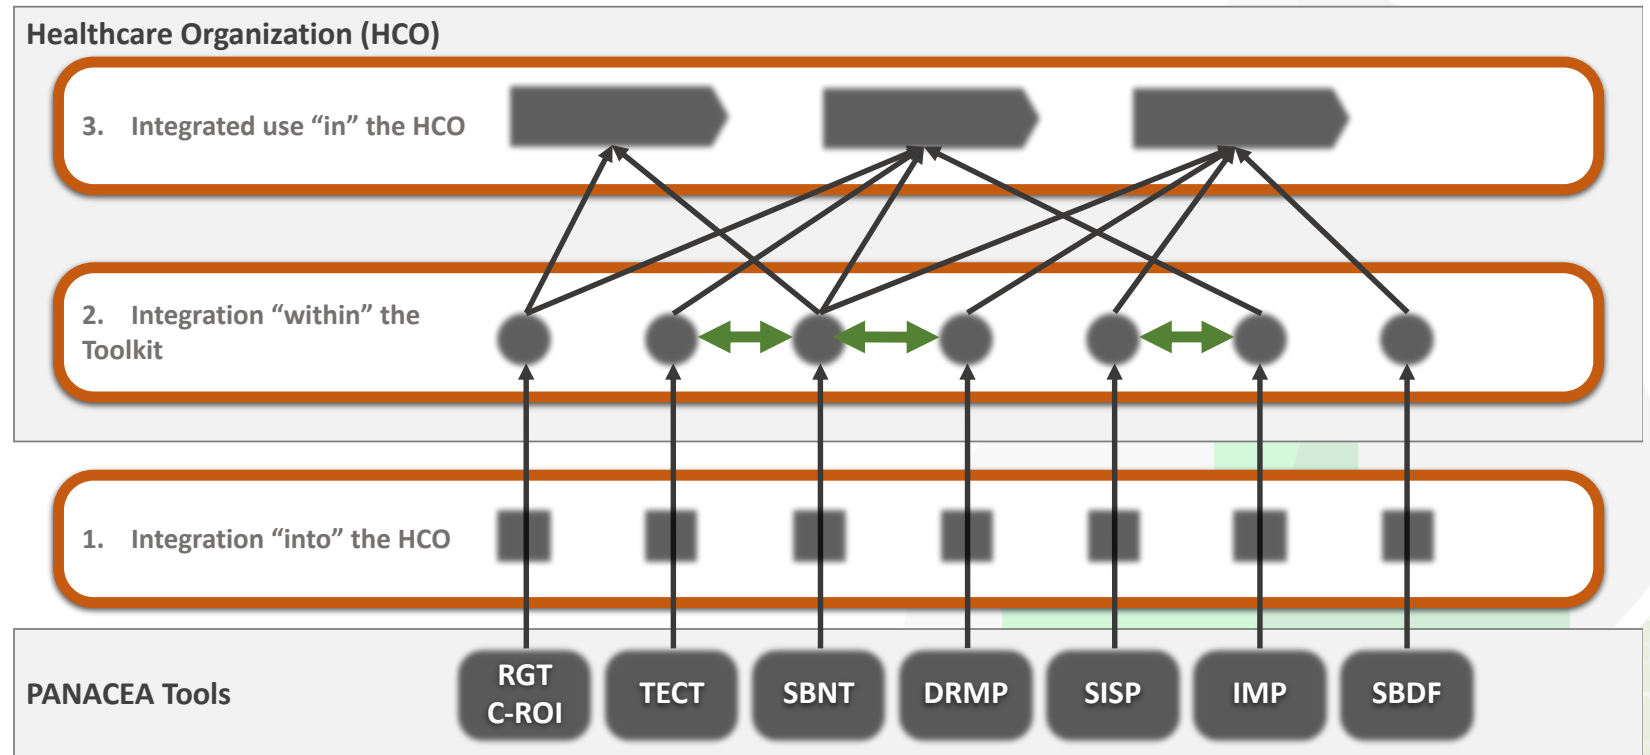 Healthcare Organization (HCO)
3. Integrated use “in” the HCO
2. Integration “within” the
Toolkit
1. Integration “into” the HCO
PANACEA Tools
RGT
C-ROI
TECT
SBNT
DRMP
SISP
IMP
SBDF